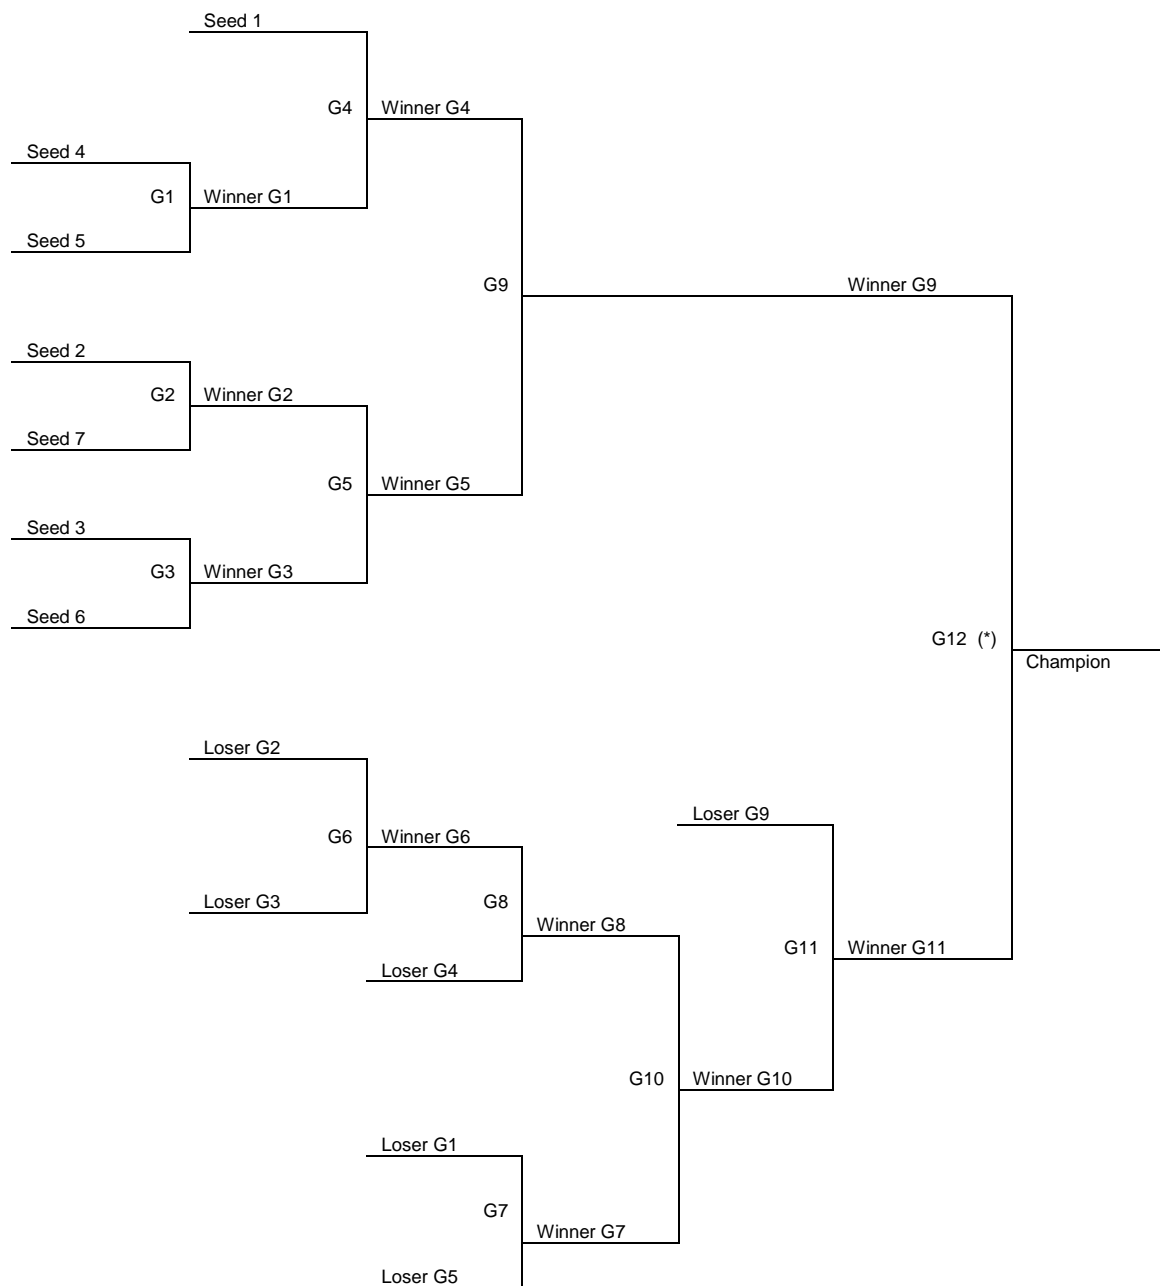 Seed 1
G4
Winner G4
Seed 4
G1
Winner G1
Seed 5
G9
Winner G9
Seed 2
G2
Winner G2
Seed 7
G5
Winner G5
Seed 3
G3
Winner G3
Seed 6
G12 (*)
Champion
Loser G2
Loser G9
G6
Winner G6
Loser G3
G8
Winner G8
G11
Winner G11
Loser G4
G10
Winner G10
Loser G1
G7
Winner G7
Loser G5